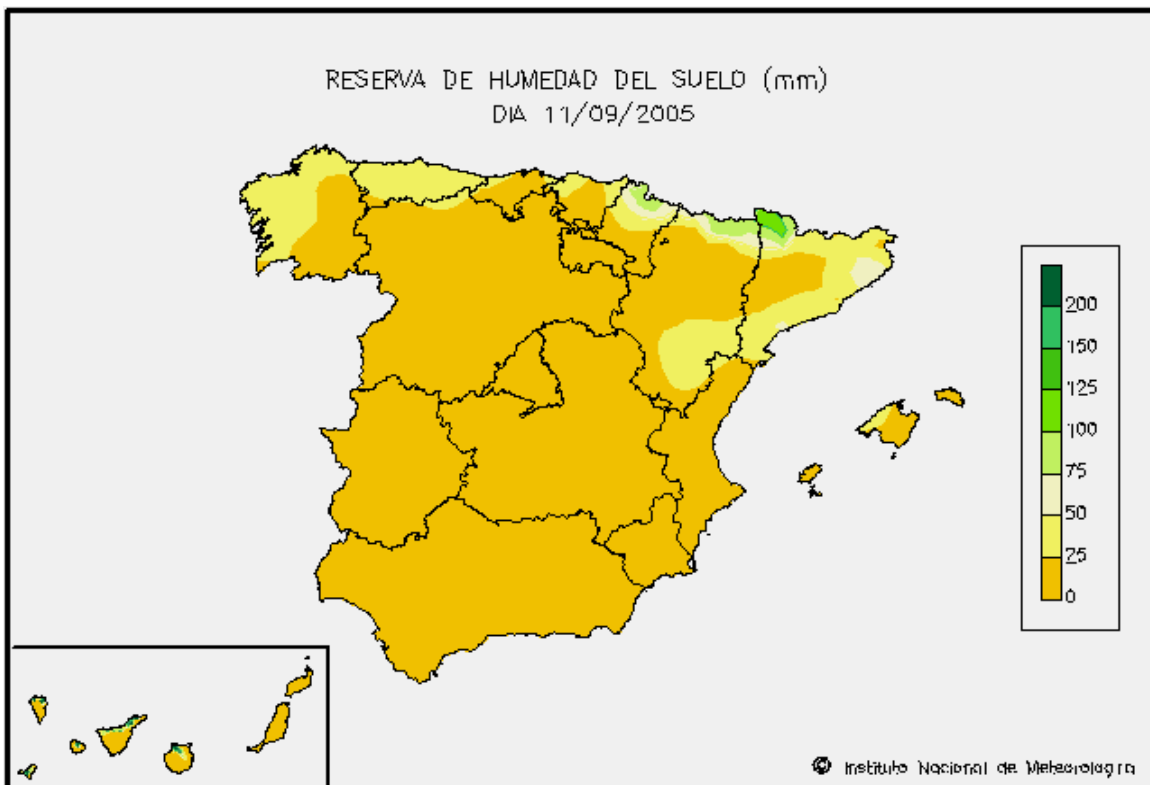 RESERVA DE HUMEDAD DEL SUELO (mm)
DIA 11/09/2005
200
150
125
100
75
50
25
0
© Instituto Nacional de Meteorologıa